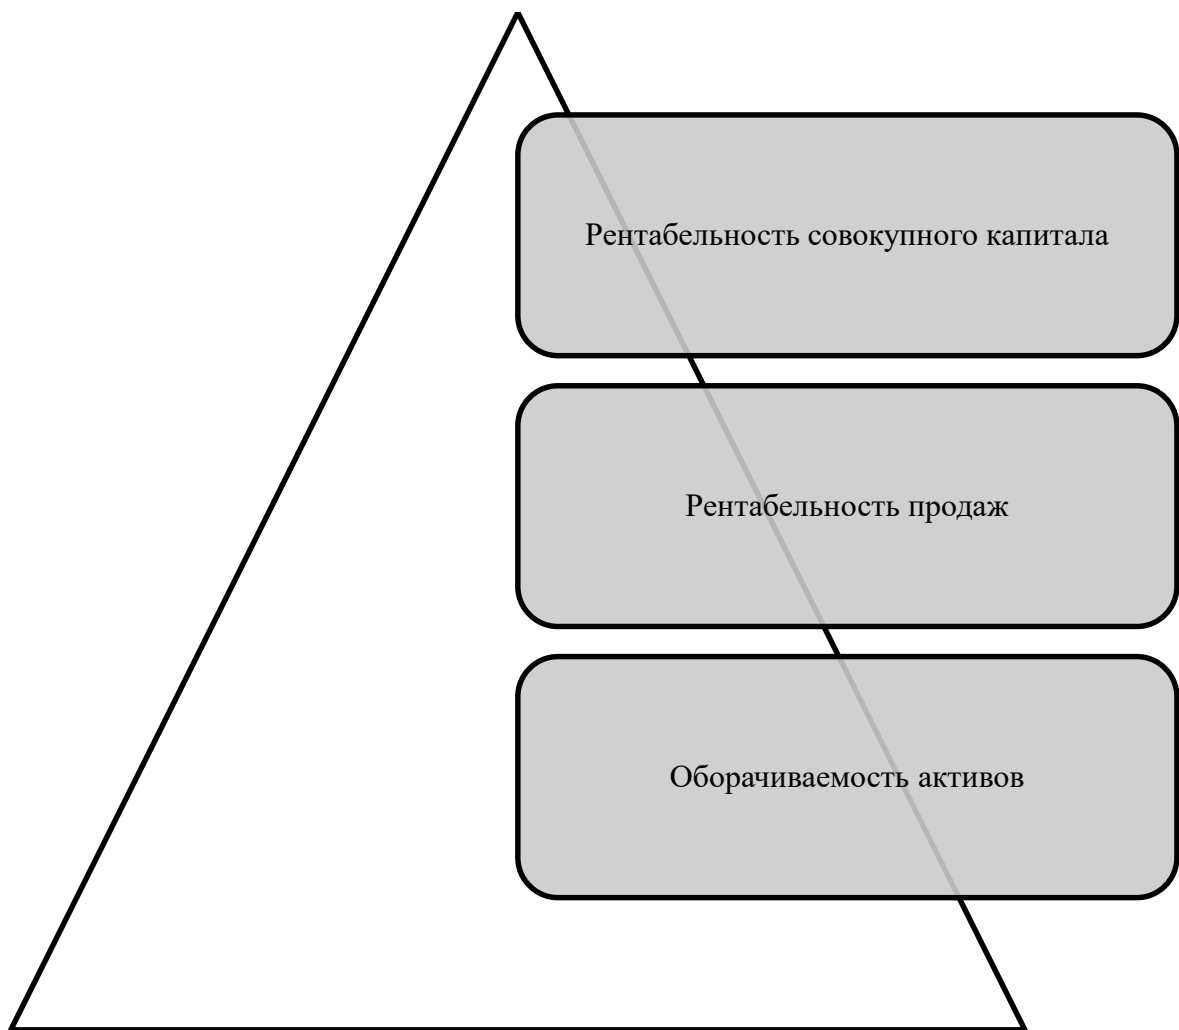 Рентабельность совокупного капитала
Рентабельность продаж
Оборачиваемость активов